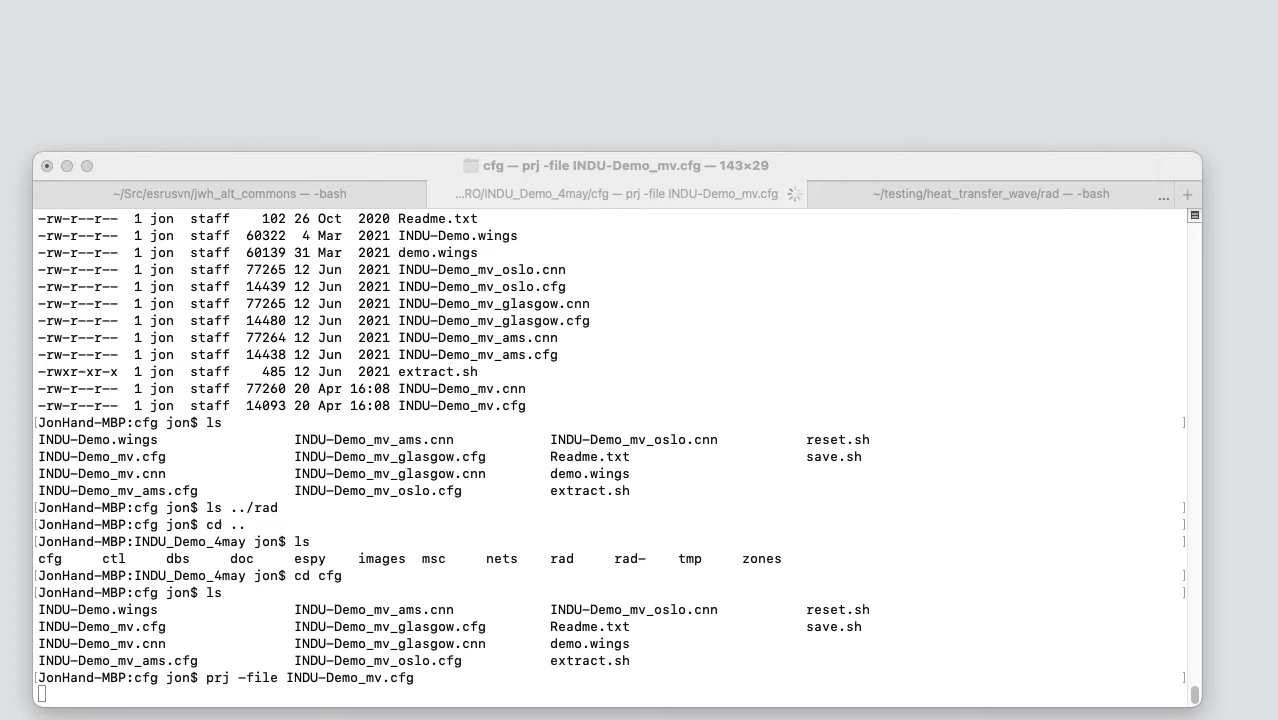 cfg — prj -file INDU-Demo_mv.cfg — 143×29
~/Src/esrusvn/jwh_alt_commons — -bash
...RO/INDU_Demo_4may/cfg — prj -file INDU-Demo_mv.cfg
~/testing/heat_transfer_wave/rad — -bash
... +
-rw-r--r-- 1 jon staff 102 26 Oct 2020 Readme.txt
-rw-r--r-- 1 jon staff 60322 4 Mar 2021 INDU-Demo.wings
-rw-r--r-- 1 jon staff 60139 31 Mar 2021 demo.wings
-rw-r--r-- 1 jon staff 77265 12 Jun 2021 INDU-Demo_mv_oslo.cnn
-rw-r--r-- 1 jon staff 14439 12 Jun 2021 INDU-Demo_mv_oslo.cfg
-rw-r--r-- 1 jon staff 77265 12 Jun 2021 INDU-Demo_mv_glasgow.cnn
-rw-r--r-- 1 jon staff 14480 12 Jun 2021 INDU-Demo_mv_glasgow.cfg
-rw-r--r-- 1 jon staff 77264 12 Jun 2021 INDU-Demo_mv_ams.cnn
-rw-r--r-- 1 jon staff 14438 12 Jun 2021 INDU-Demo_mv_ams.cfg
-rwxr-xr-x 1 jon staff 485 12 Jun 2021 extract.sh
-rw-r--r-- 1 jon staff 77260 20 Apr 16:08 INDU-Demo_mv.cnn
-rw-r--r-- 1 jon staff 14093 20 Apr 16:08 INDU-Demo_mv.cfg
[JonHand-MBP:cfg jon$ ls ]
INDU-Demo.wings INDU-Demo_mv_ams.cnn INDU-Demo_mv_oslo.cnn reset.sh
INDU-Demo_mv.cfg INDU-Demo_mv_glasgow.cfg Readme.txt save.sh
INDU-Demo_mv.cnn INDU-Demo_mv_glasgow.cnn demo.wings
INDU-Demo_mv_ams.cfg INDU-Demo_mv_oslo.cfg extract.sh
[JonHand-MBP:cfg jon$ ls ../rad ]
[JonHand-MBP:cfg jon$ cd .. ]
[JonHand-MBP:INDU_Demo_4may jon$ ls ]
cfg ctl dbs doc espy images msc nets rad rad- tmp zones
[JonHand-MBP:INDU_Demo_4may jon$ cd cfg ]
[JonHand-MBP:cfg jon$ ls ]
INDU-Demo.wings INDU-Demo_mv_ams.cnn INDU-Demo_mv_oslo.cnn reset.sh
INDU-Demo_mv.cfg INDU-Demo_mv_glasgow.cfg Readme.txt save.sh
INDU-Demo_mv.cnn INDU-Demo_mv_glasgow.cnn demo.wings
INDU-Demo_mv_ams.cfg INDU-Demo_mv_oslo.cfg extract.sh
[JonHand-MBP:cfg jon$ prj -file INDU-Demo_mv.cfg ]